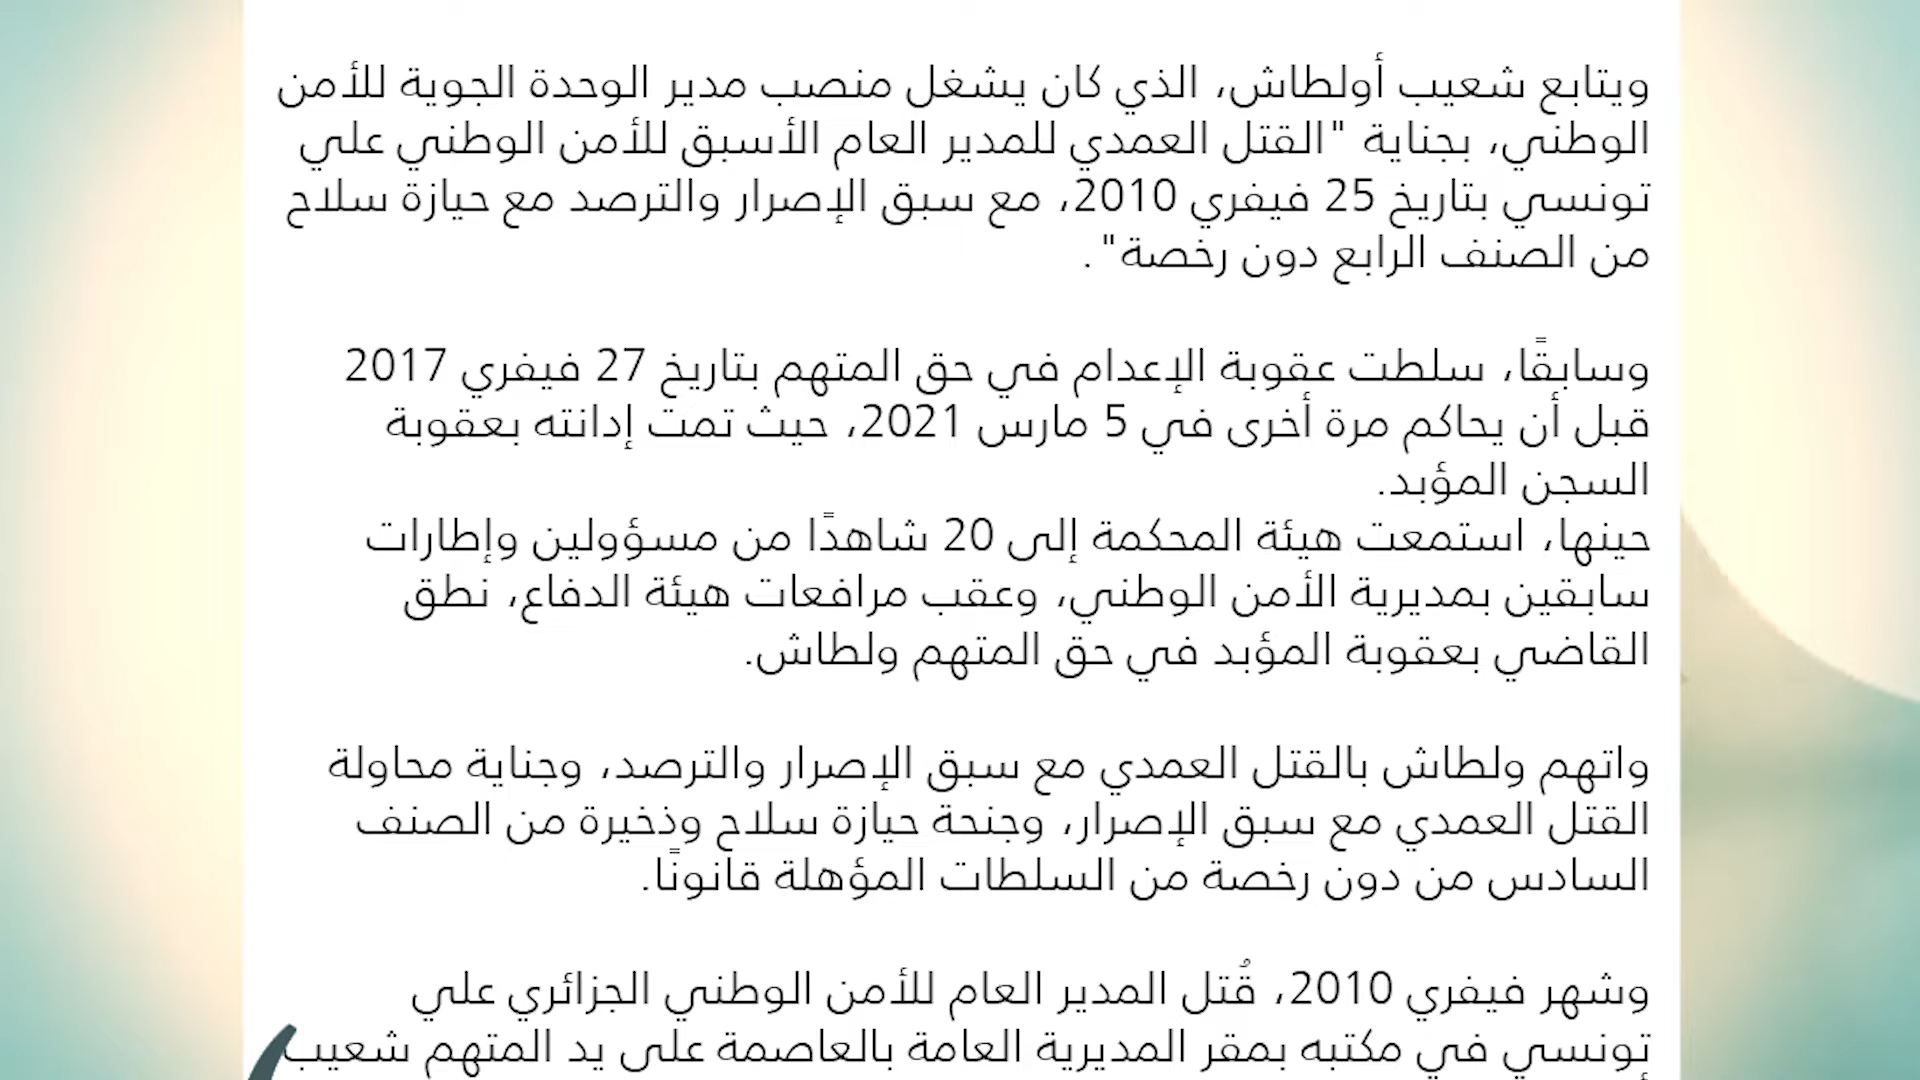 ويتابع شعيب أولطاش، الذي كان يشغل منصب مدير الوحدة الجوية للأمن
الوطني، بجناية "القتل العمدي للمدير العام الأسبق للأمن الوطني علي
تونسي بتاريخ 25 فيفري 2010، مع سبق الإصرار والترصد مع حيازة سلاح
من الصنف الرابع دون رخصة".
وسابقًا، سلطت عقوبة الإعدام في حق المتهم بتاريخ 27 فيفري 2017
قبل أن يحاكم مرة أخرى في 5 مارس 2021، حيث تمت إدانته بعقوبة
السجن المؤبد.
حينها، استمعت هيئة المحكمة إلى 20 شاهدًا من مسؤولين وإطارات
سابقين بمديرية الأمن الوطني، وعقب مرافعات هيئة الدفاع، نطق
القاضي بعقوبة المؤبد في حق المتهم ولطاش.
واتهم ولطاش بالقتل العمدي مع سبق الإصرار والترصد، وجناية محاولة
القتل العمدي مع سبق الإصرار، وجنحة حيازة سلاح وذخيرة من الصنف
السادس من دون رخصة من السلطات المؤهلة قانونًا.
وشهر فيفري 2010، قُتل المدير العام للأمن الوطني الجزائري علي
تونسي في مكتبه بمقر المديرية العامة بالعاصمة على يد المتهم شعيب